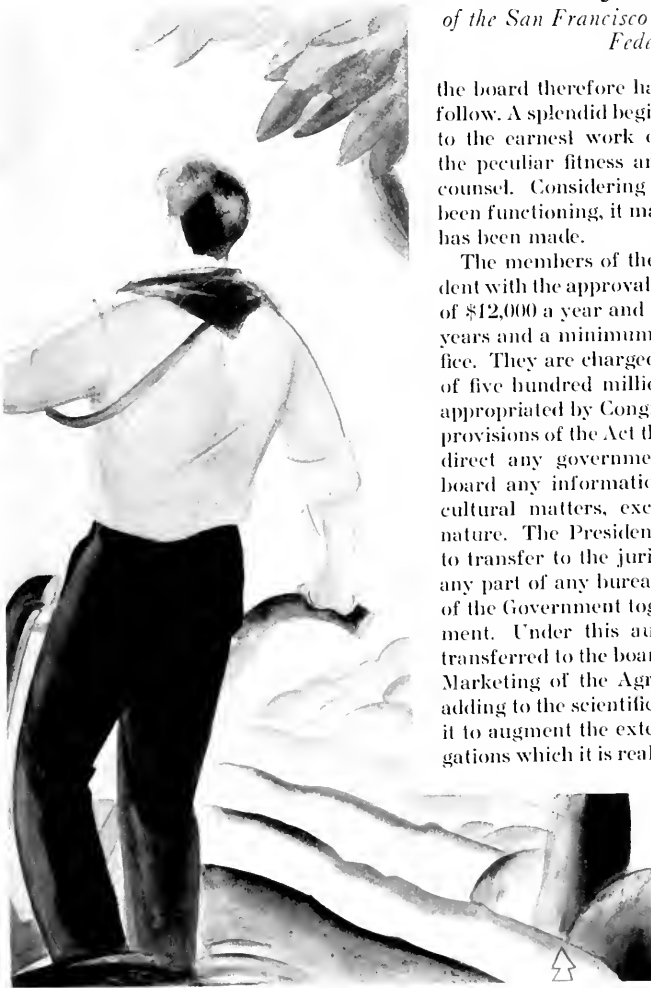 of the San Francisco
Fede
the board therefore ha
follow. A splendid begi
to the earnest work o
the peculiar fitness an
counsel. Considering
been functioning, it ma
has been made.
The members of the
dent with the approval
of $12,000 a year and
years and a minimum
fice. They are charged
of five hundred millio
appropriated by Cong
provisions of the Act th
direct any governme
board any informatio
cultural matters, exc
nature. The Presiden
to transfer to the juri
any part of any burea
of the Government tog
ment. Under this au
transferred to the boar
Marketing of the Agr
adding to the scientific
it to augment the exte
gations which it is real